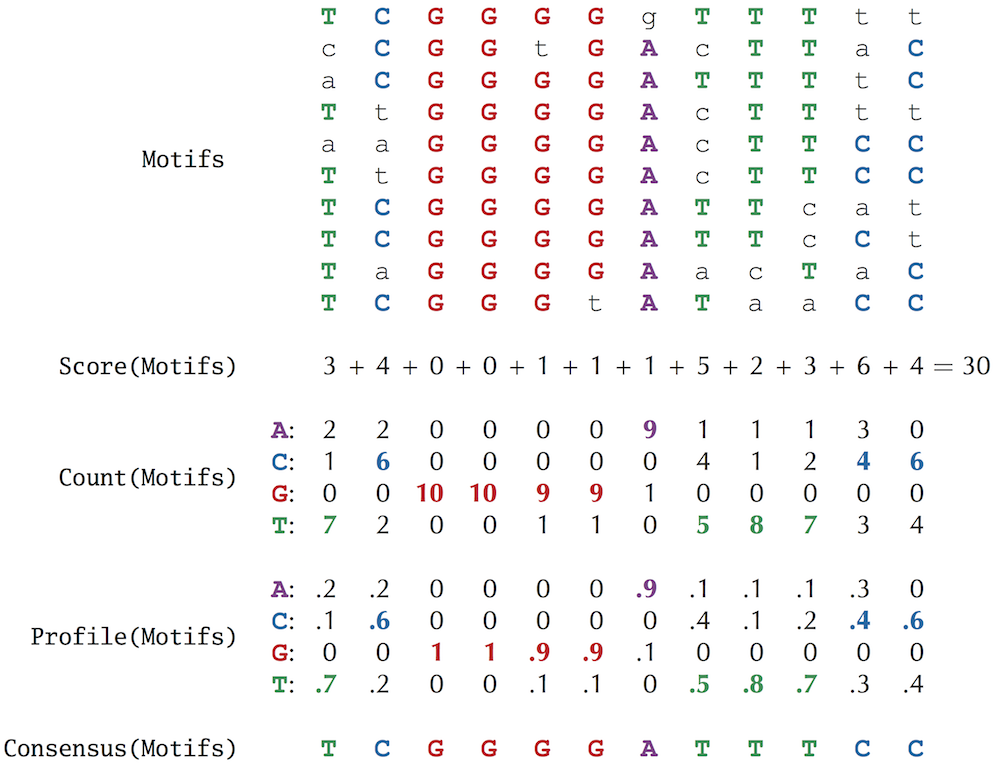 T C G G G G g T T T t t
c C G G t G A c T T a C
a C G G G G A T T T t C
T t G G G G A c T T t t
a a G G G G A c T T C C
Motifs
T t G G G G A c T T C C
T C G G G G A T T c a t
T C G G G G A T T c C t
T a G G G G A a c T a C
T C G G G t A T a a C C
Score(Motifs) 3 + 4 + 0 + 0 + 1 + 1 + 1 + 5 + 2 + 3 + 6 + 4 = 30
A: 2 2 0 0 0 0 9 1 1 1 3 0
C: 1 6 0 0 0 0 0 4 1 2 4 6
Count(Motifs)
G: 0 0 10 10 9 9 1 0 0 0 0 0
T: 7 2 0 0 1 1 0 5 8 7 3 4
A: .2 .2 0 0 0 0 .9 .1 .1 .1 .3 0
C: .1 .6 0 0 0 0 0 .4 .1 .2 .4 .6
Profile(Motifs)
G: 0 0 1 1 .9 .9 .1 0 0 0 0 0
T: .7 .2 0 0 .1 .1 0 .5 .8 .7 .3 .4
Consensus(Motifs) T C G G G G A T T T C C